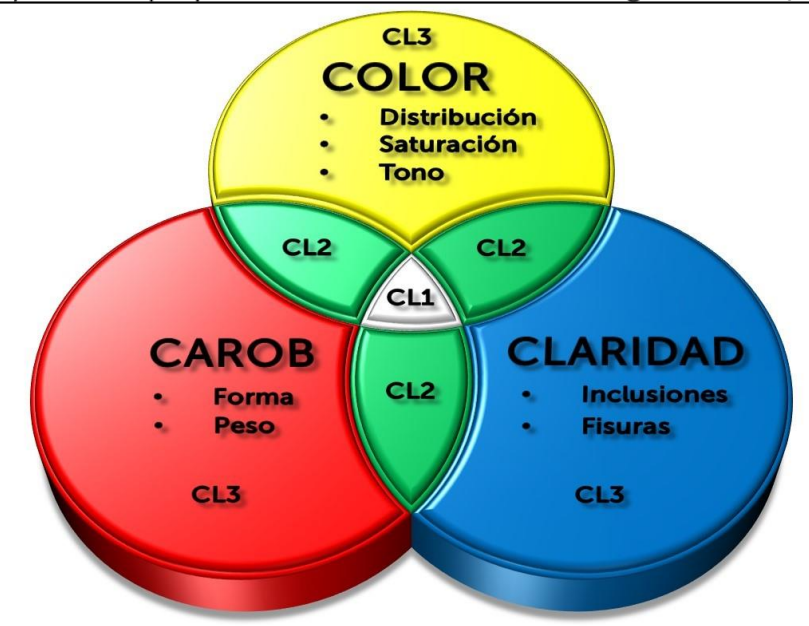 CL3
COLOR
• Distribución
• Saturación
• Tono
CL2
CL2
CL1
CAROB
• Forma
• Peso
CL3
CL2
CLARIDAD
• Inclusiones
• Fisuras
CL3